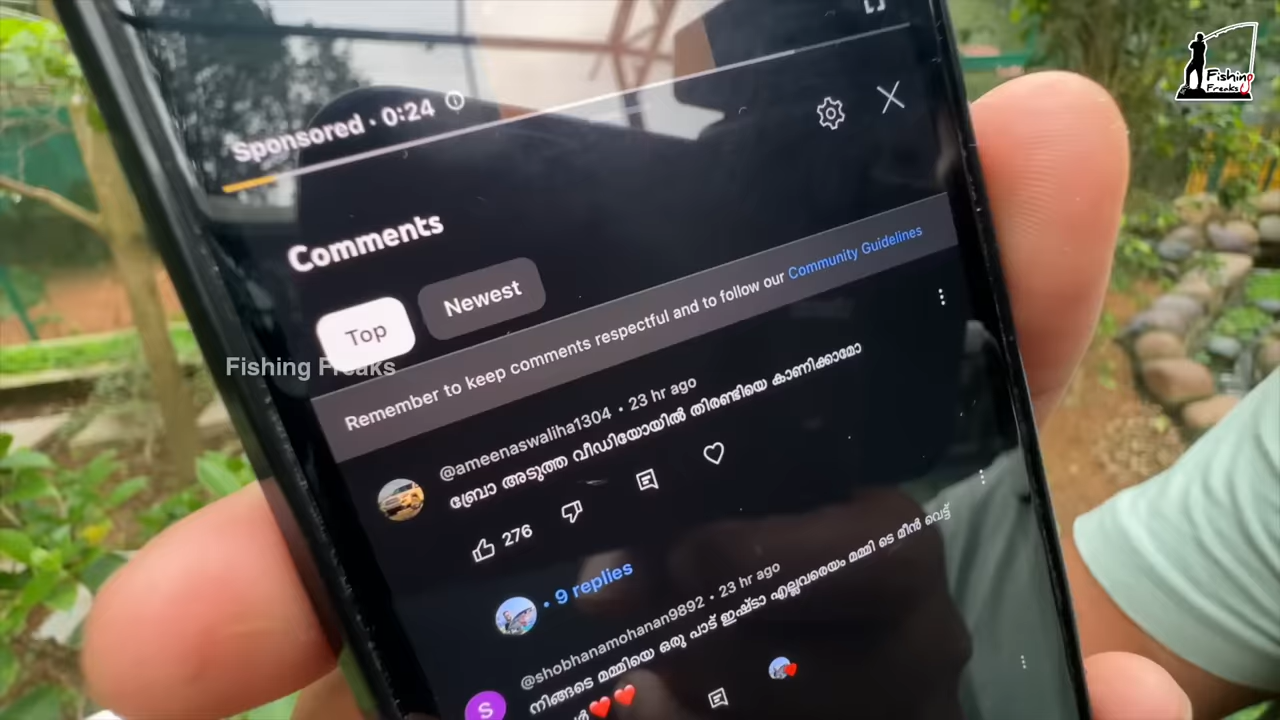 Fishing
Freaks
Sponsored · 0:24
Comments
Top
Newest
Remember to keep comments respectful and to follow our Community Guidelines
Fishing Freaks
@ameenaswaliha1304 • 23 hr ago
ബ്രോ അടുത്ത വീഡിയോയിൽ തിരണ്ടിയെ കാണിക്കാമോ
276
• 9 replies
@shobhanamohanan9892 • 23 hr ago
നിങ്ങടെ മമ്മിയെ ഒരു പാട് ഇഷ്ടാ എല്ലവരെയം മമ്മി ടെ മീൻ വെട്ട്
S